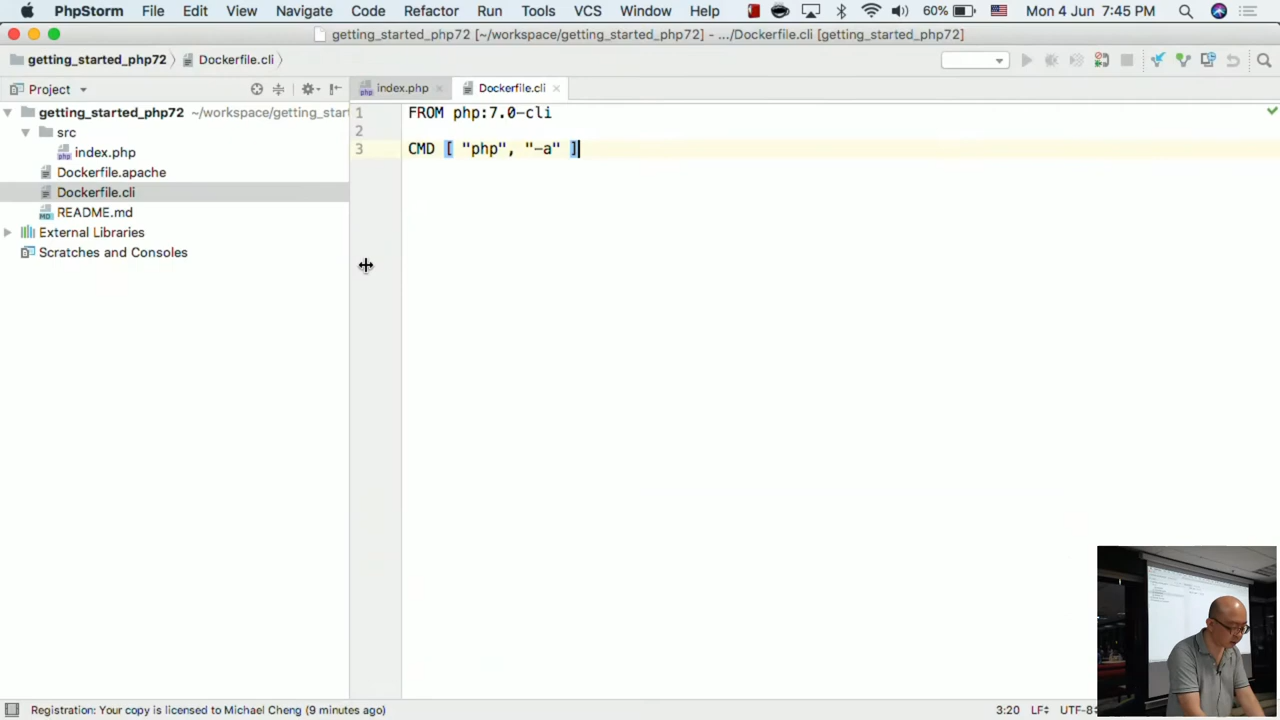 PhpStorm File Edit View Navigate Code Refactor Run Tools VCS Window Help 60% Mon 4 Jun 7:45 PM
getting_started_php72 [~/workspace/getting_started_php72] - .../Dockerfile.cli [getting_started_php72]
getting_started_php72 Dockerfile.cli
Project
index.php
Dockerfile.cli
getting_started_php72 ~/workspace/getting_star
src
index.php
Dockerfile.apache
Dockerfile.cli
README.md
External Libraries
Scratches and Consoles
1 FROM php:7.0-cli
2
3 CMD [ "php", "-a" ]
Registration: Your copy is licensed to Michael Cheng (9 minutes ago)
3:20 LF÷ UTF-8